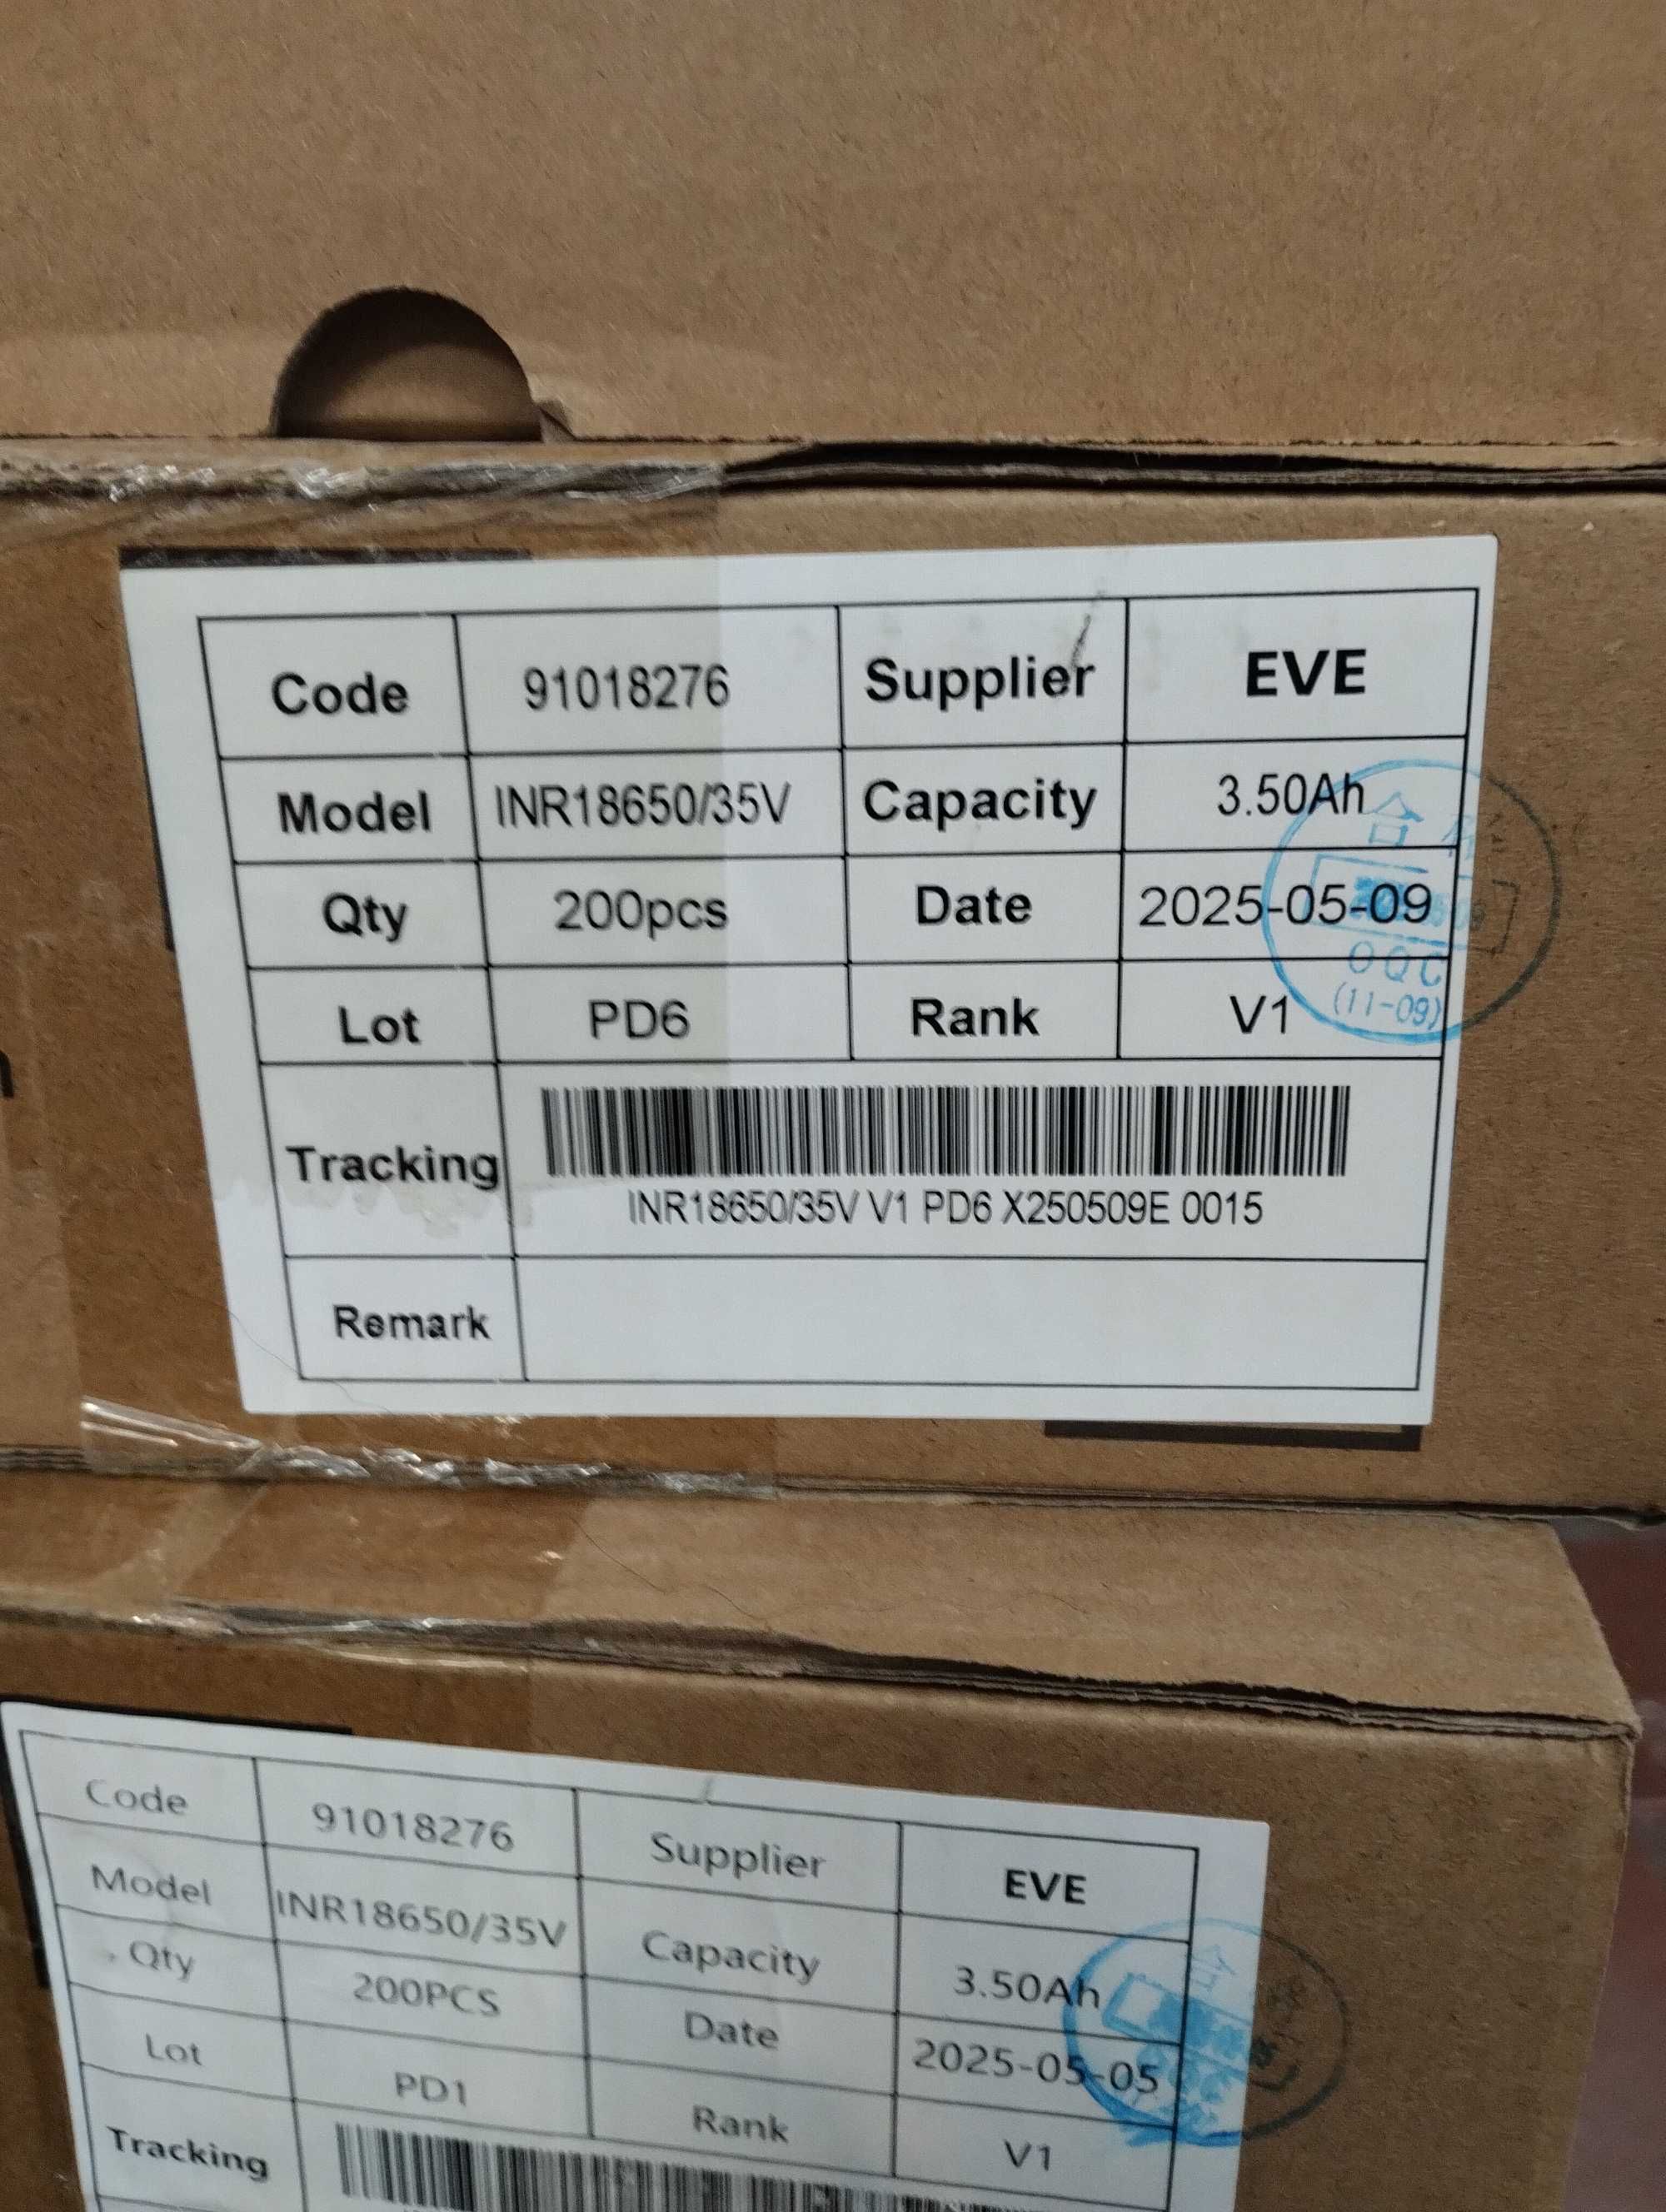 Code 91018276 Supplier EVE
Model INR18650/35V Capacity 3.50Ah
Qty 200pcs Date 2025-05-09
Lot PD6 Rank V1
合
OQC
(11-09)
Tracking
INR18650/35V V1 PD6 X250509E 0015
Remark
Code 91018276 Supplier EVE
Model INR18650/35V Capacity 3.50Ah
Qty 200PCS Date 2025-05-05
Lot PD1 Rank V1
Tracking